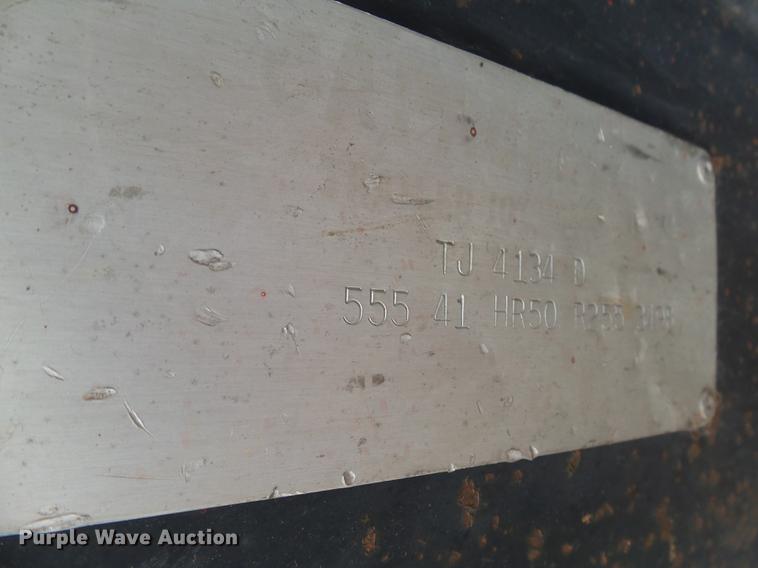 TJ 4134 D
555 41 HR50
Purple Wave Auction